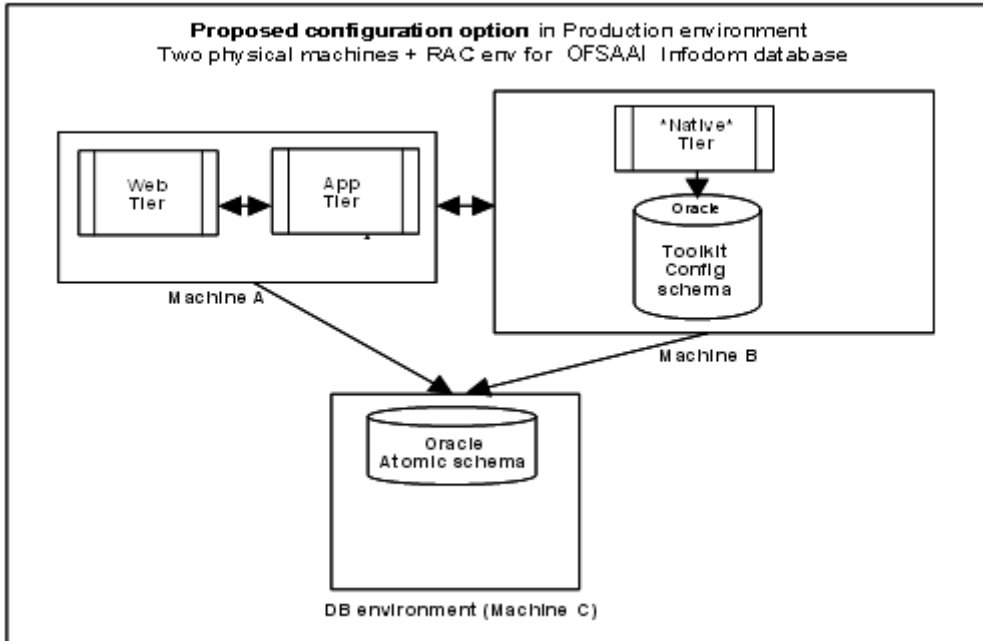 Proposed configuration option in Production environment
Two physical machines + RAC env for OFSAAI Infodom database
Web
Tier
App
Tier
Machine A
*Native*
Tier
Oracle
Toolkit
Config
schema
Machine B
Oracle
Atomic schema
DB environment (Machine C)